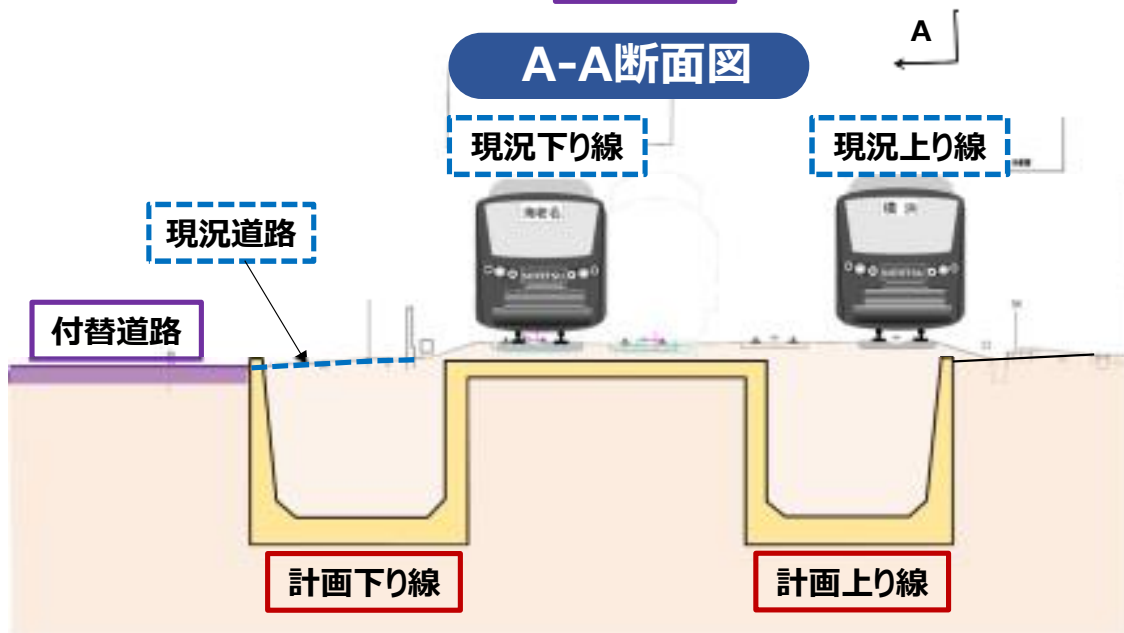 A
A-A断面図
現況下り線
現況上り線
海老名
横浜
現況道路
付替道路
計画下り線
計画上り線